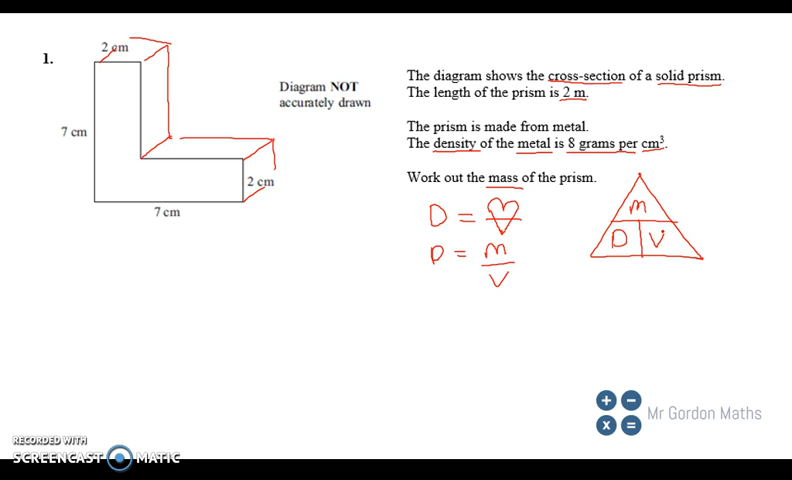 1.
2 cm
7 cm
2 cm
7 cm
Diagram NOT
accurately drawn
The diagram shows the cross-section of a solid prism.
The length of the prism is 2 m.
The prism is made from metal.
The density of the metal is 8 grams per cm³.
Work out the mass of the prism.
D = ♡
D = m
V
m
D V
+ −
x =
Mr Gordon Maths
RECORDED WITH
SCREENCAST MATIC